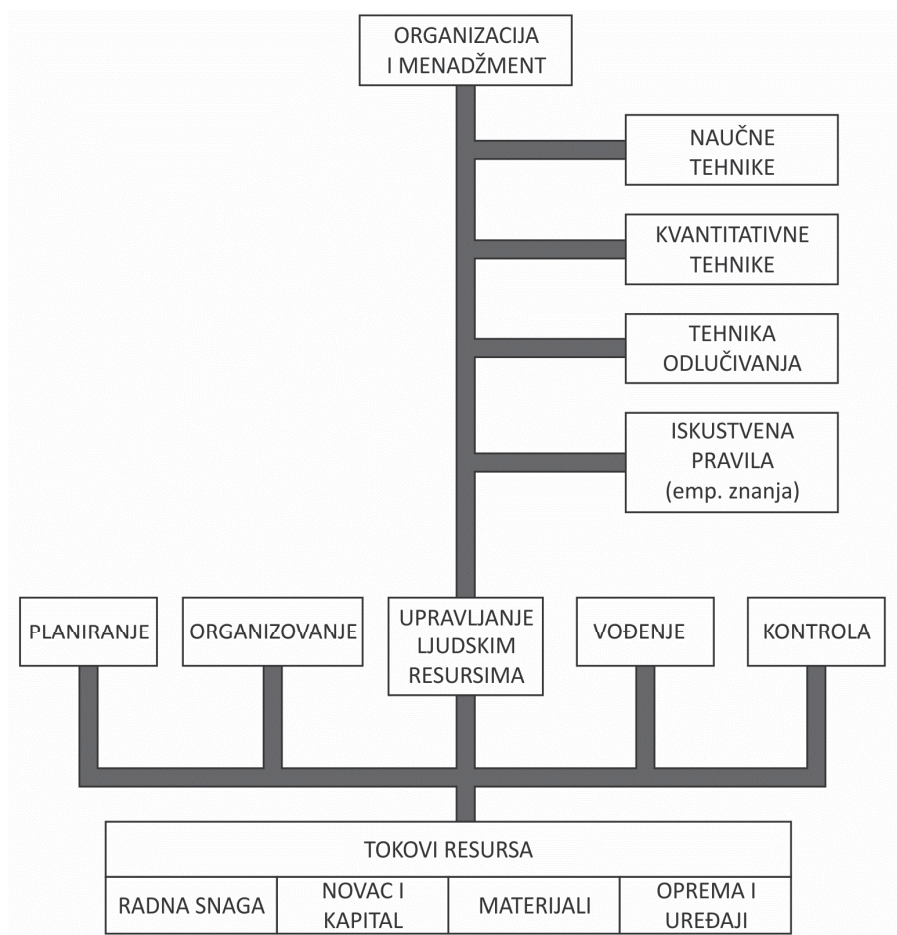 ORGANIZACIJA
I MENADŽMENT
NAUČNE
TEHNIKE
KVANTITATIVNE
TEHNIKE
TEHNIKA
ODLUČIVANJA
ISKUSTVENA
PRAVILA
(emp. znanja)
PLANIRANJE
ORGANIZOVANJE
UPRAVLJANJE
LJUDSKIM
RESURSIMA
VOĐENJE
KONTROLA
TOKOVI RESURSA
RADNA SNAGA
NOVAC I
KAPITAL
MATERIJALI
OPREMA I
UREĐAJI